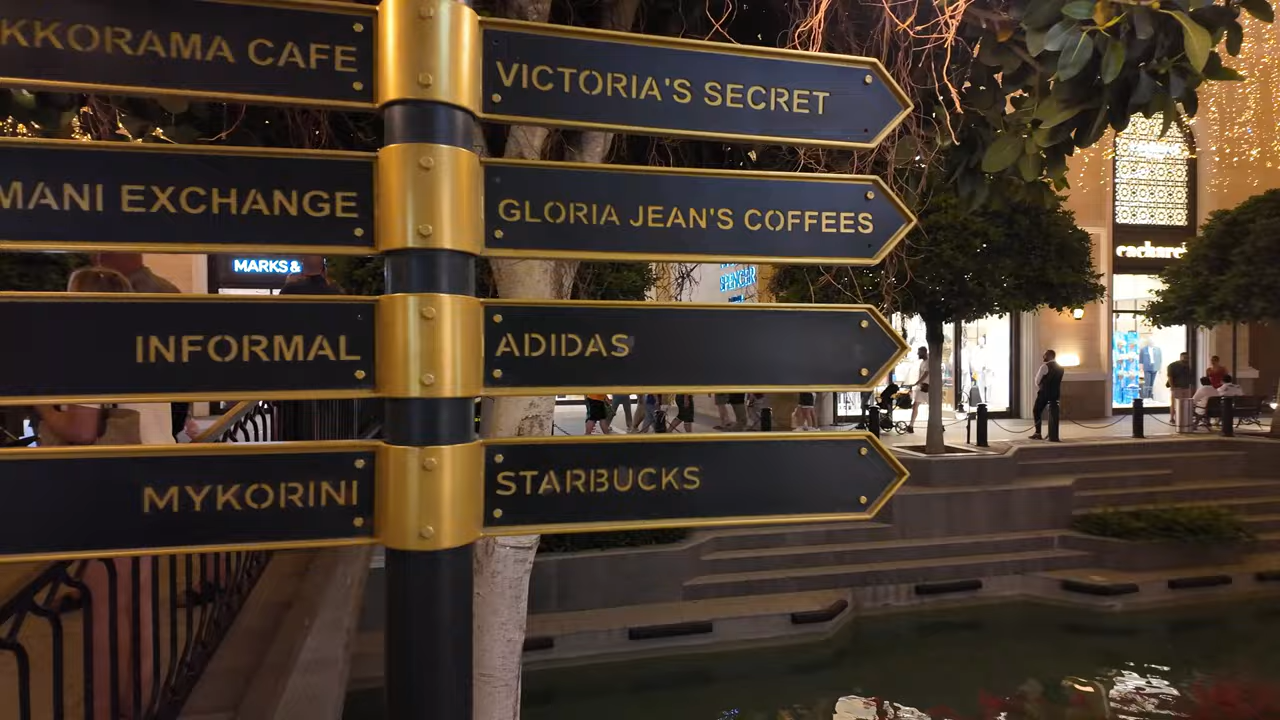 KKORAMA CAFE
VICTORIA'S SECRET
MANI EXCHANGE
GLORIA JEAN'S COFFEES
MARKS &
SPENCER
cacharel
INFORMAL
ADIDAS
MYKORINI
STARBUCKS